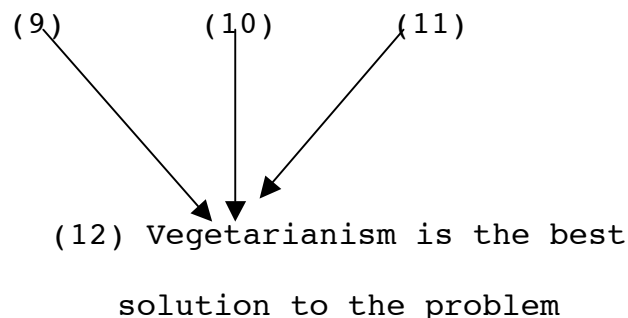 (9) (10) (11)
(12) Vegetarianism is the best
solution to the problem